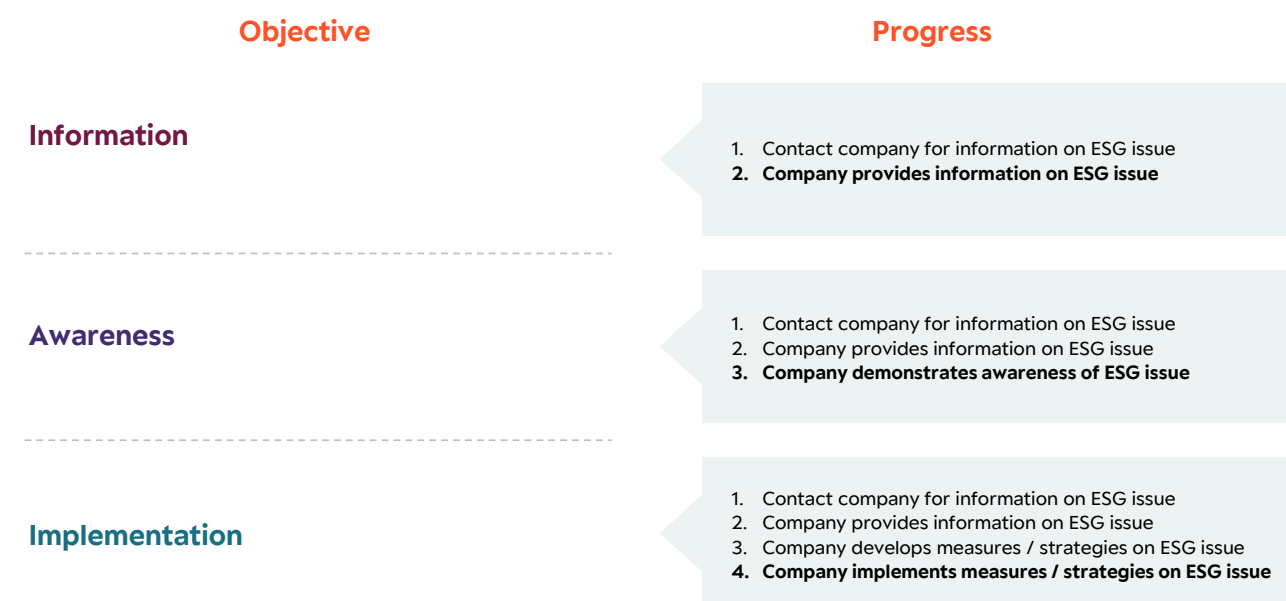 Objective
Progress
Information
1. Contact company for information on ESG issue
2. Company provides information on ESG issue
Awareness
1. Contact company for information on ESG issue
2. Company provides information on ESG issue
3. Company demonstrates awareness of ESG issue
Implementation
1. Contact company for information on ESG issue
2. Company provides information on ESG issue
3. Company develops measures / strategies on ESG issue
4. Company implements measures / strategies on ESG issue